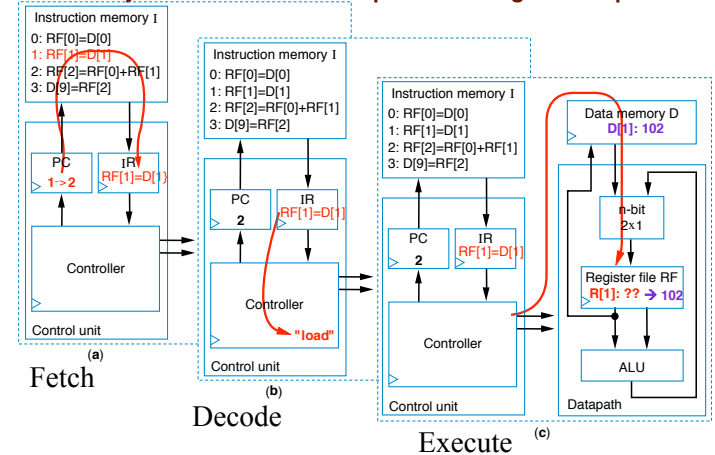 Instruction memory I
0: RF[0]=D[0]
1: RF[1]=D[1]
2: RF[2]=RF[0]+RF[1]
3: D[9]=RF[2]
PC
1->2
IR
RF[1]=D[1}
Controller
Control unit
(a)
Fetch
Instruction memory I
0: RF[0]=D[0]
1: RF[1]=D[1]
2: RF[2]=RF[0]+RF[1]
3: D[9]=RF[2]
PC
2
IR
RF[1]=D[1]
Controller
"load"
Control unit
(b)
Decode
Instruction memory I
0: RF[0]=D[0]
1: RF[1]=D[1]
2: RF[2]=RF[0]+RF[1]
3: D[9]=RF[2]
PC
2
IR
RF[1]=D[1]
Controller
Control unit
Data memory D
D[1]: 102
n-bit
2x1
Register file RF
R[1]: ?? → 102
ALU
Datapath
(c)
Execute